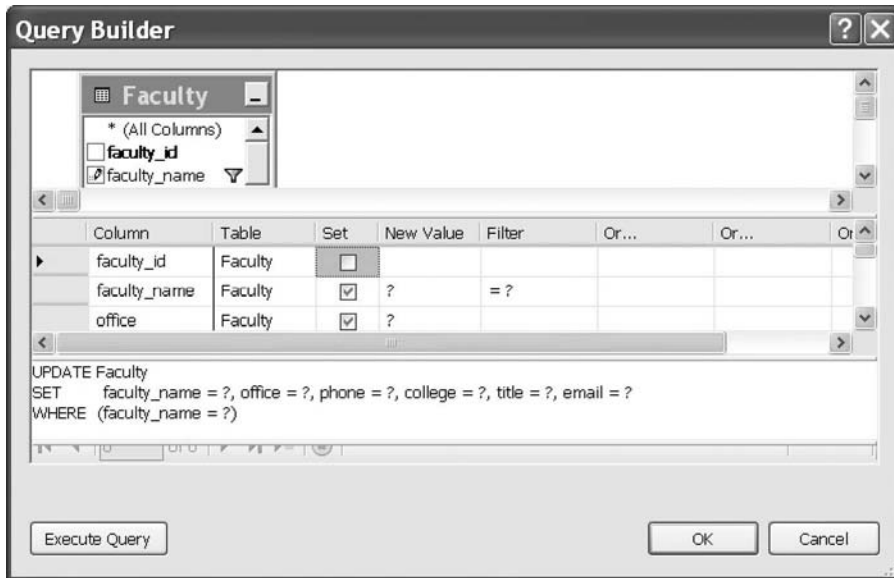 Query Builder
Faculty
* (All Columns)
faculty_id
faculty_name
Column Table Set New Value Filter Or... Or... Or
faculty_id Faculty
faculty_name Faculty ? = ?
office Faculty ?
UPDATE Faculty
SET faculty_name = ?, office = ?, phone = ?, college = ?, title = ?, email = ?
WHERE (faculty_name = ?)
Execute Query OK Cancel